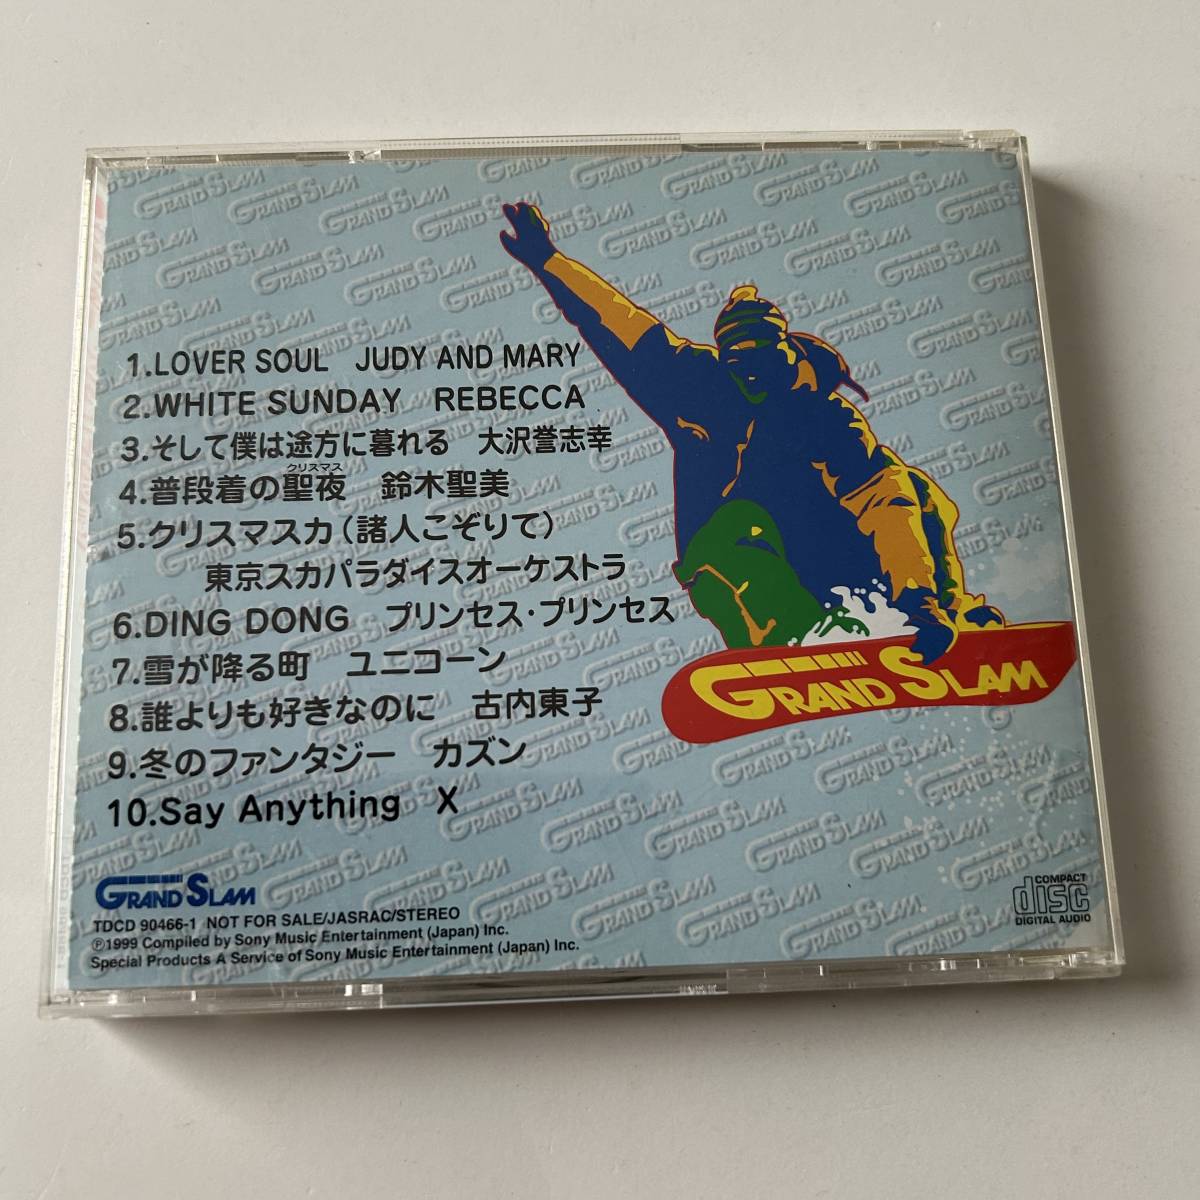 1.LOVER SOUL JUDY AND MARY
2.WHITE SUNDAY REBECCA
3.そして僕は途方に暮れる 大沢誉志幸
クリスマス
4.普段着の聖夜 鈴木聖美
5.クリスマスカ(諸人こぞりて)
東京スカパラダイスオーケストラ
6.DING DONG プリンセス・プリンセス
7.雪が降る町 ユニコーン
8.誰よりも好きなのに 古内東子
9.冬のファンタジー カズン
10.Say Anything X
GRAND SLAM
GRAND SLAM
TDCD 90466-1 NOT FOR SALE/JASRAC/STEREO
℗1999 Compiled by Sony Music Entertainment (Japan) Inc.
Special Products A Service of Sony Music Entertainment (Japan) Inc.
COMPACT
disc
DIGITAL AUDIO